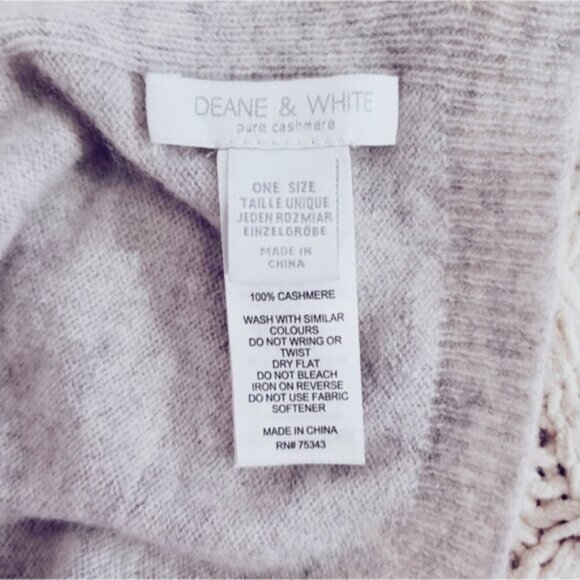 DEANE & WHITE
pure cashmere
ONE SIZE
TAILLE UNIQUE
JEDEN ROZMIAR
EINZELGRÖBE
MADE IN
CHINA
100% CASHMERE
WASH WITH SIMILAR
COLOURS
DO NOT WRING OR
TWIST
DRY FLAT
DO NOT BLEACH
IRON ON REVERSE
DO NOT USE FABRIC
SOFTENER
MADE IN CHINA
RN# 75343